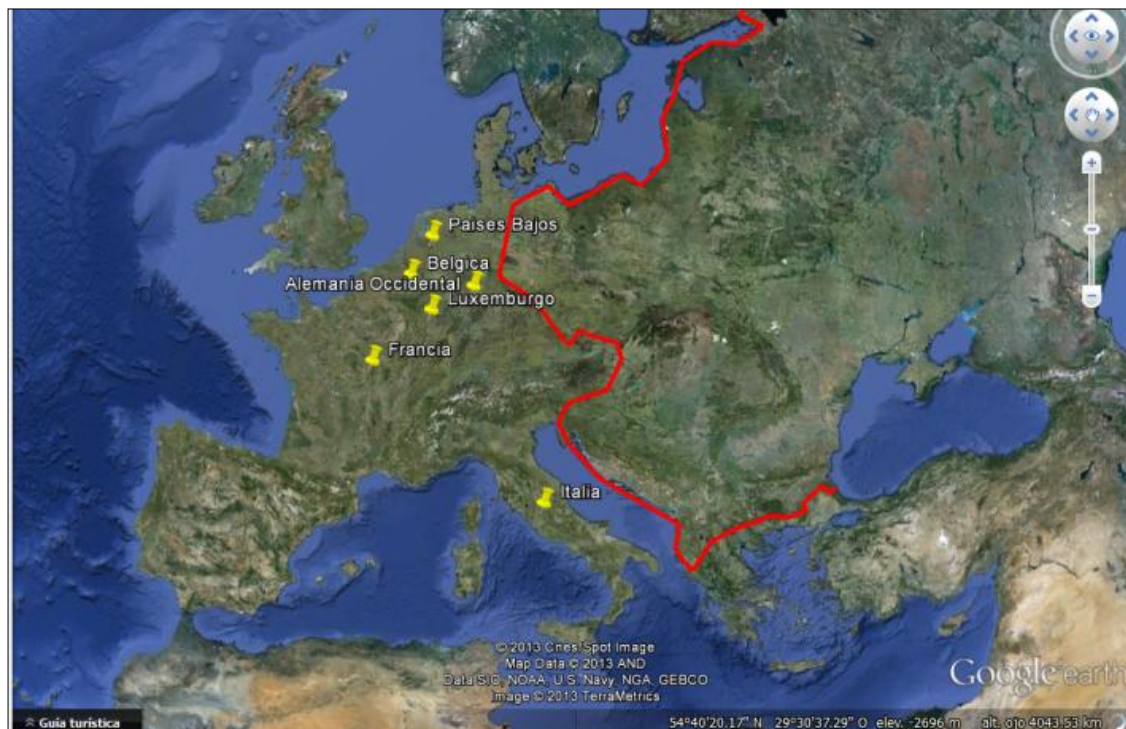 Países Bajos
Belgica
Alemania Occidental
Luxemburgo
Francia
Italia
© 2013 Cnes/Spot Image
Map Data © 2013 AND
Data SIO, NOAA, U.S. Navy, NGA, GEBCO
Image © 2013 TerraMetrics
Google earth
Guía turística
54°40'20.17" N 29°30'37.29" O elev. -2696 m alt. ojo 4043.53 km